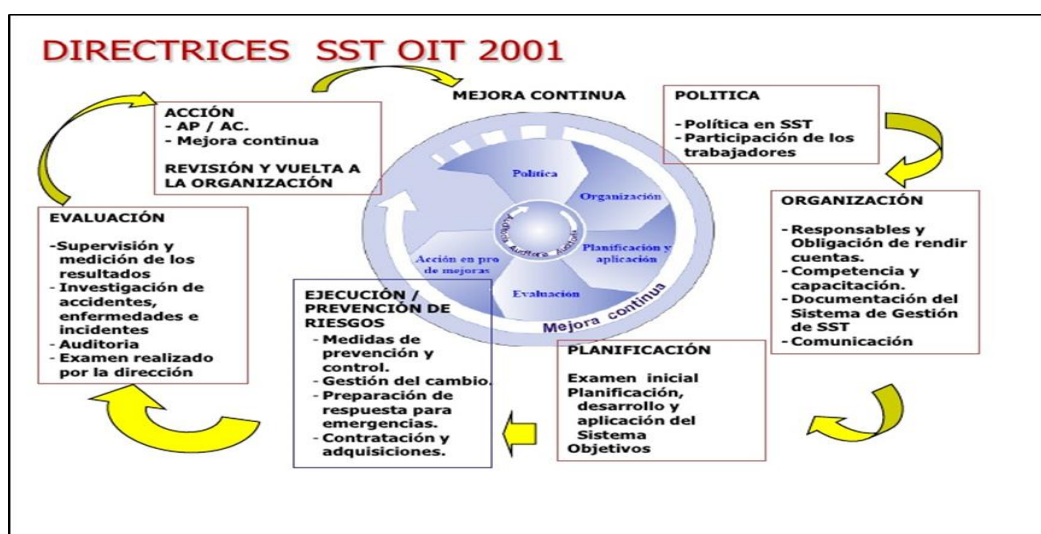 DIRECTRICES SST OIT 2001
MEJORA CONTINUA
POLITICA
-Política en SST
-Participación de los
trabajadores
ORGANIZACIÓN
-Responsables y
Obligación de rendir
cuentas.
-Competencia y
capacitación.
-Documentación del
Sistema de Gestión
de SST
-Comunicación
PLANIFICACIÓN
Examen inicial
Planificación,
desarrollo y
aplicación del
Sistema
Objetivos
EJECUCIÓN /
PREVENCIÓN DE
RIESGOS
- Medidas de
prevención y
control.
- Gestión del cambio.
- Preparación de
respuesta para
emergencias.
- Contratación y
adquisiciones.
EVALUACIÓN
-Supervisión y
medición de los
resultados
-Investigación de
accidentes,
enfermedades e
incidentes
-Auditoria
-Examen realizado
por la dirección
ACCIÓN
- AP / AC.
- Mejora continua
REVISIÓN Y VUELTA A
LA ORGANIZACIÓN
Política
Organización
Planificación y
aplicación
Evaluación
Acción en pro
de mejoras
Mejora continua